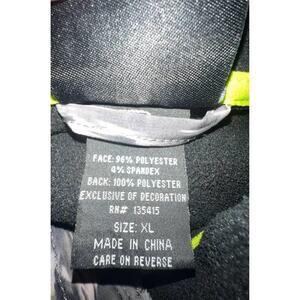 FACE: 96% POLYESTER
4% SPANDEX
BACK: 100% POLYESTER
EXCLUSIVE OF DECORATION
RN# 135415
SIZE: XL
MADE IN CHINA
CARE ON REVERSE